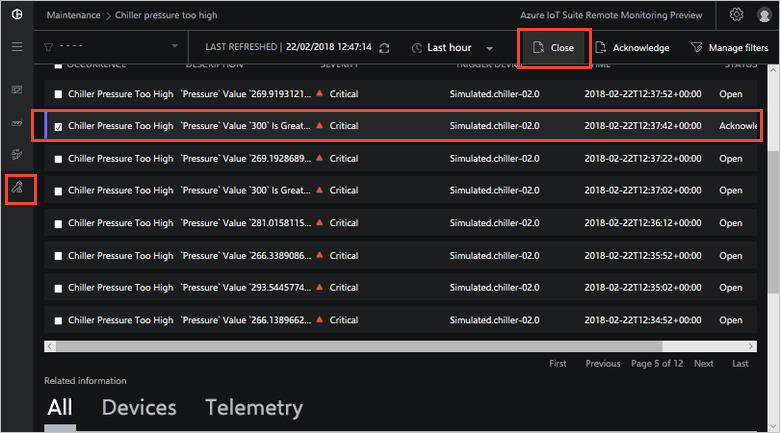 Maintenance > Chiller pressure too high Azure IoT Suite Remote Monitoring Preview
---- LAST REFRESHED | 22/02/2018 12:47:14 Last hour Close Acknowledge Manage filters
OCCURRENCE DESCRIPTION SEVERITY TRIGGER DEVIC TIME STATUS
Chiller Pressure Too High `Pressure` Value `269.9193121... Critical Simulated.chiller-02.0 2018-02-22T12:37:52+00:00 Open
Chiller Pressure Too High `Pressure` Value `300` Is Great... Critical Simulated.chiller-02.0 2018-02-22T12:37:42+00:00 Acknowle
Chiller Pressure Too High `Pressure` Value `269.1928689... Critical Simulated.chiller-02.0 2018-02-22T12:37:22+00:00 Open
Chiller Pressure Too High `Pressure` Value `300` Is Great... Critical Simulated.chiller-02.0 2018-02-22T12:37:02+00:00 Open
Chiller Pressure Too High `Pressure` Value `281.0158115... Critical Simulated.chiller-02.0 2018-02-22T12:36:12+00:00 Open
Chiller Pressure Too High `Pressure` Value `266.3389086... Critical Simulated.chiller-02.0 2018-02-22T12:35:52+00:00 Open
Chiller Pressure Too High `Pressure` Value `293.5445774... Critical Simulated.chiller-02.0 2018-02-22T12:35:02+00:00 Open
Chiller Pressure Too High `Pressure` Value `266.1389662... Critical Simulated.chiller-02.0 2018-02-22T12:34:52+00:00 Open
First Previous Page 5 of 12 Next Last
Related information
All Devices Telemetry